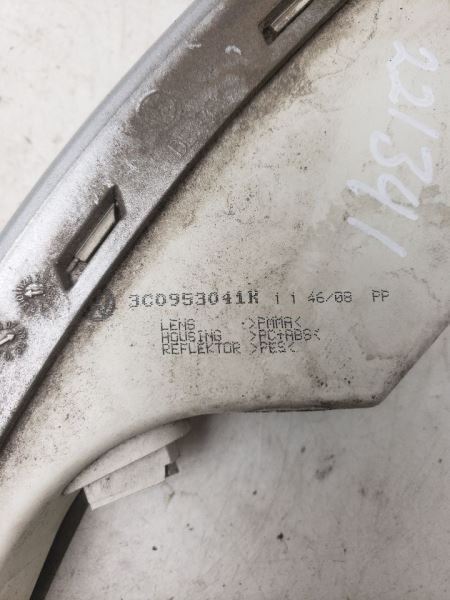 22134
3C0953041K 46/08 PP
LENS >PMMA<
HOUSING >PC+ABS<
REFLEKTOR >PES<